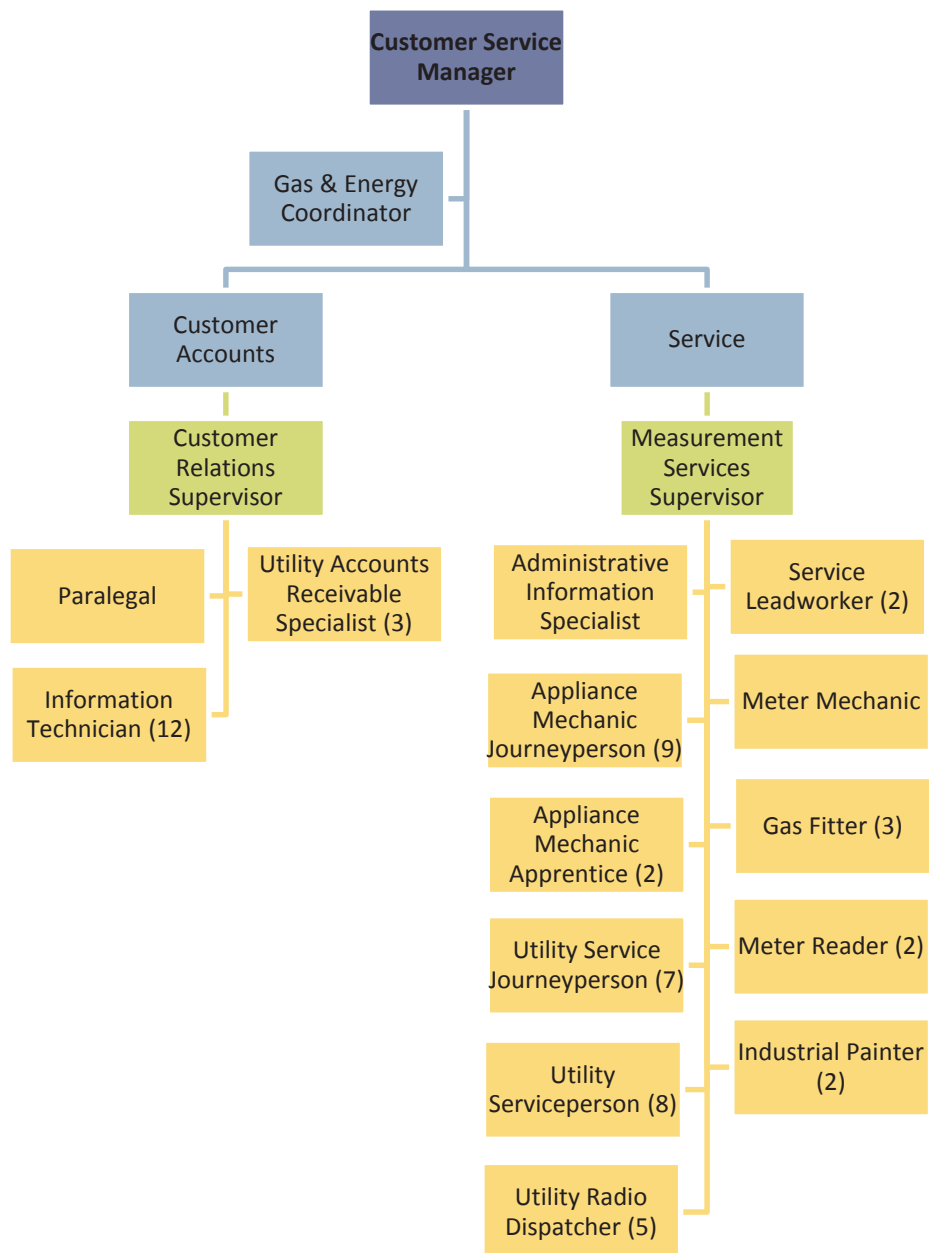 Customer Service
Manager
Gas & Energy
Coordinator
Customer
Accounts
Service
Customer
Relations
Supervisor
Measurement
Services
Supervisor
Paralegal
Utility Accounts
Receivable
Specialist (3)
Information
Technician (12)
Administrative
Information
Specialist
Service
Leadworker (2)
Appliance
Mechanic
Journeyperson (9)
Meter Mechanic
Appliance
Mechanic
Apprentice (2)
Gas Fitter (3)
Utility Service
Journeyperson (7)
Meter Reader (2)
Utility
Serviceperson (8)
Industrial Painter
(2)
Utility Radio
Dispatcher (5)